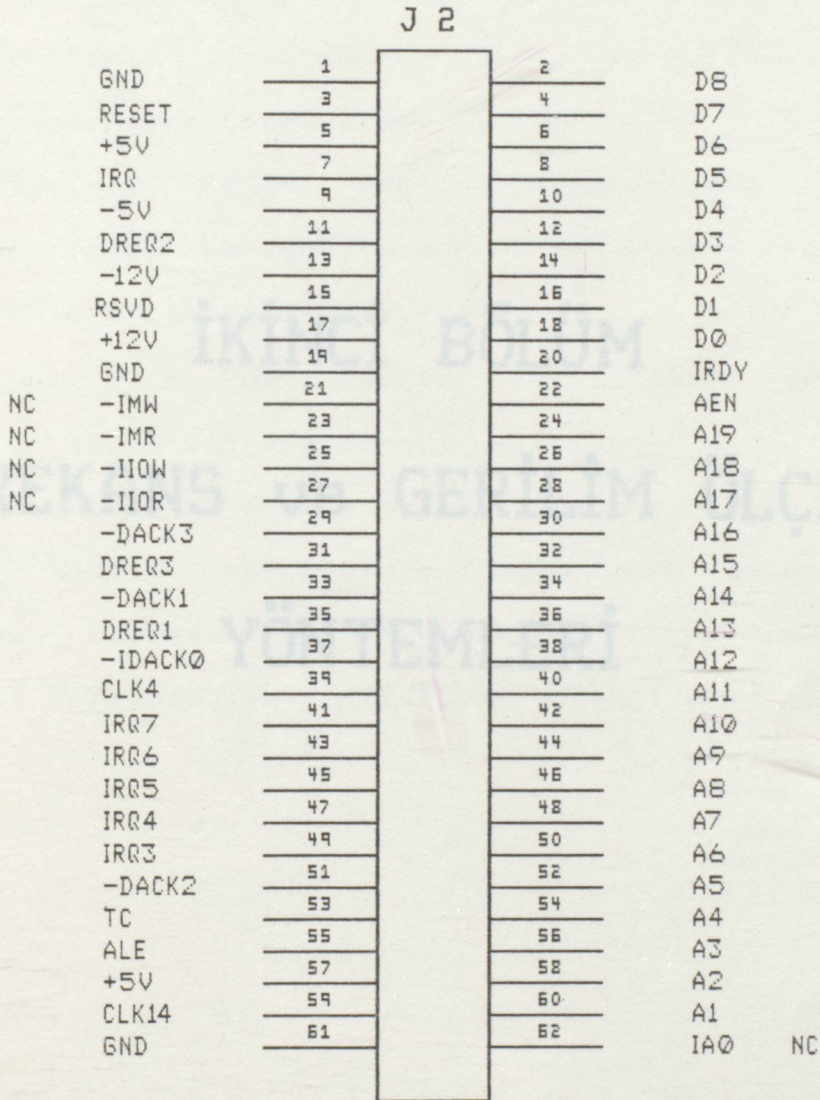 J 2
GND 1 2 D8
RESET 3 4 D7
+5V 5 6 D6
IRQ 7 8 D5
-5V 9 10 D4
DREQ2 11 12 D3
-12V 13 14 D2
RSVD 15 16 D1
+12V 17 18 D0
GND 19 20 IRDY
NC -IMW 21 22 AEN
NC -IMR 23 24 A19
NC -IIOW 25 26 A18
NC -IIOR 27 28 A17
-DACK3 29 30 A16
DREQ3 31 32 A15
-DACK1 33 34 A14
DREQ1 35 36 A13
-IDACK0 37 38 A12
CLK4 39 40 A11
IRQ7 41 42 A10
IRQ6 43 44 A9
IRQ5 45 46 A8
IRQ4 47 48 A7
IRQ3 49 50 A6
-DACK2 51 52 A5
TC 53 54 A4
ALE 55 56 A3
+5V 57 58 A2
CLK14 59 60 A1
GND 61 62 IA0 NC
İKİNCİ BÖLÜM
ve GERİLİM
YÖNTEMLERİ